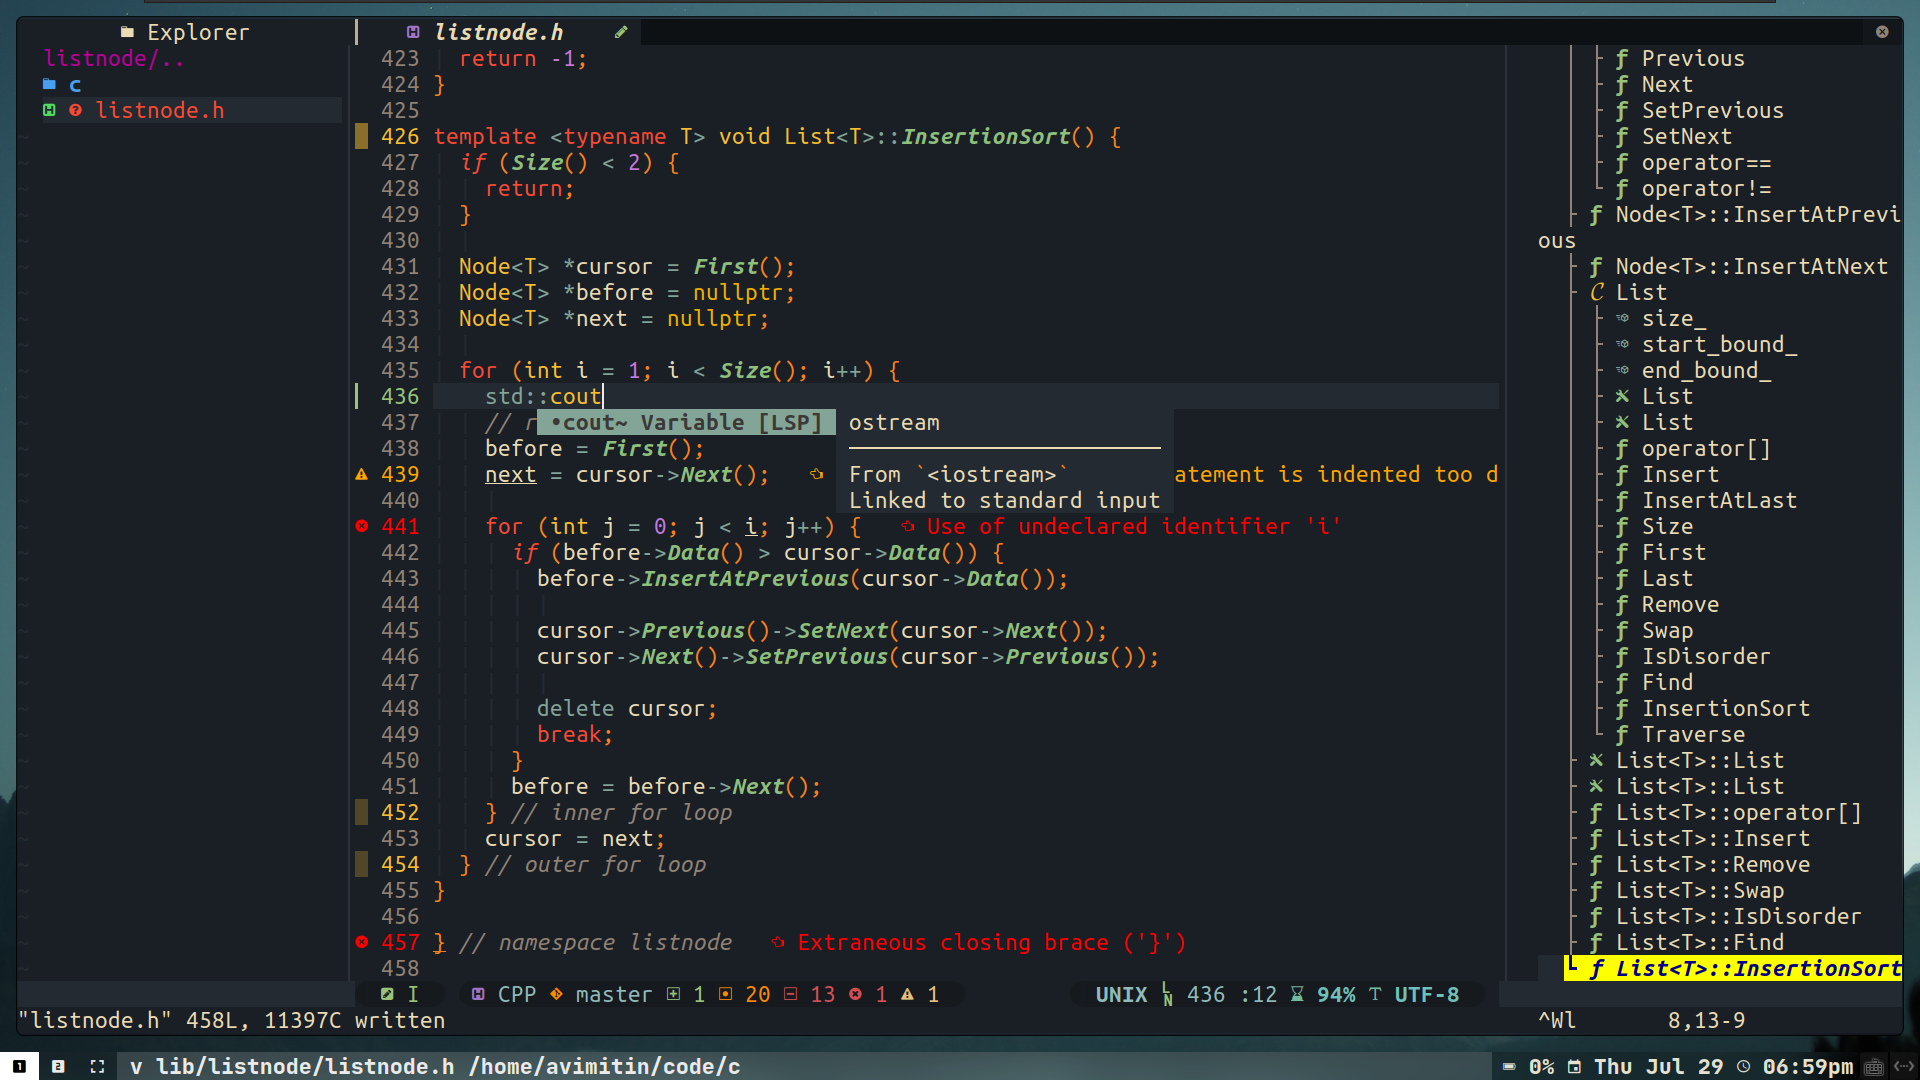 Explorer
listnode/..
c
listnode.h
listnode.h
423 return -1;
424 }
425
426 template <typename T> void List<T>::InsertionSort() {
427 if (Size() < 2) {
428 return;
429 }
430
431 Node<T> *cursor = First();
432 Node<T> *before = nullptr;
433 Node<T> *next = nullptr;
434
435 for (int i = 1; i < Size(); i++) {
436 std::cout
437 // r •cout~ Variable [LSP] ostream
438 before = First();
439 next = cursor->Next(); From `<iostream>` atement is indented too d
440 Linked to standard input
441 for (int j = 0; j < i; j++) { Use of undeclared identifier 'i'
442 if (before->Data() > cursor->Data()) {
443 before->InsertAtPrevious(cursor->Data());
444
445 cursor->Previous()->SetNext(cursor->Next());
446 cursor->Next()->SetPrevious(cursor->Previous());
447
448 delete cursor;
449 break;
450 }
451 before = before->Next();
452 } // inner for loop
453 cursor = next;
454 } // outer for loop
455 }
456
457 } // namespace listnode Extraneous closing brace ('}')
458
ƒ Previous
ƒ Next
ƒ SetPrevious
ƒ SetNext
ƒ operator==
ƒ operator!=
ƒ Node<T>::InsertAtPrevi
ous
ƒ Node<T>::InsertAtNext
C List
size_
start_bound_
end_bound_
List
List
ƒ operator[]
ƒ Insert
ƒ InsertAtLast
ƒ Size
ƒ First
ƒ Last
ƒ Remove
ƒ Swap
ƒ IsDisorder
ƒ Find
ƒ InsertionSort
ƒ Traverse
List<T>::List
List<T>::List
ƒ List<T>::operator[]
ƒ List<T>::Insert
ƒ List<T>::Remove
ƒ List<T>::Swap
ƒ List<T>::IsDisorder
ƒ List<T>::Find
ƒ List<T>::InsertionSort
I CPP master 1 20 13 1 1 UNIX LN 436 :12 94% UTF-8
"listnode.h" 458L, 11397C written ^Wl 8,13-9
1 2 v lib/listnode/listnode.h /home/avimitin/code/c 0% Thu Jul 29 06:59pm